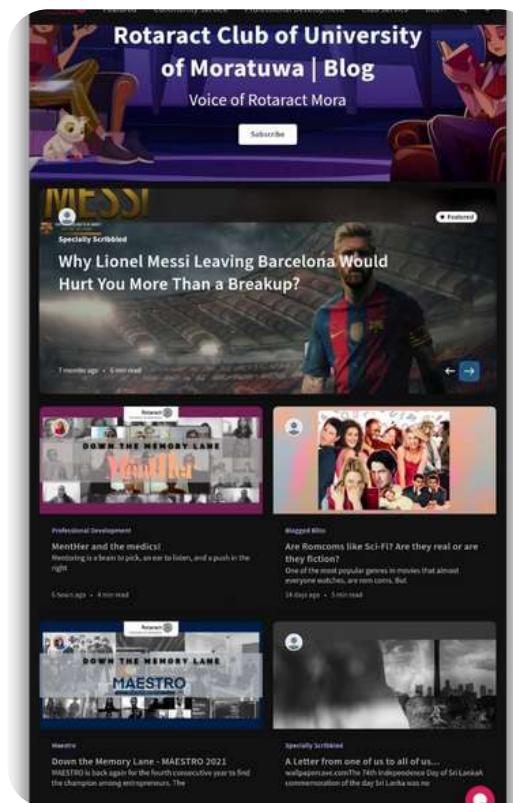 Featured Community Service Professional Development Club Service
Rotaract Club of University
of Moratuwa | Blog
Voice of Rotaract Mora
Subscribe
MESSI
Featured
Specially Scribbled
Why Lionel Messi Leaving Barcelona Would
Hurt You More Than a Breakup?
7 months ago • 6 min read
Rotaract
DOWN THE MEMORY LANE
MentHer
Professional Development
MentHer and the medics!
Mentoring is a brain to pick, an ear to listen, and a push in the
right
6 hours ago • 4 min read
Blogged Bliss
Are Romcoms like Sci-Fi? Are they real or are
they fiction?
One of the most popular genres in movies that almost
everyone watches, are rom coms. But
14 days ago • 5 min read
Rotaract
DOWN THE MEMORY LANE
MAESTRO
Maestro
Down the Memory Lane - MAESTRO 2021
MAESTRO is back again for the fourth consecutive year to find
the champion among entrepreneurs. The
Specially Scribbled
A Letter from one of us to all of us...
wallpapercave.comThe 74th Independence Day of Sri LankaA
commemoration of the day Sri Lanka was no